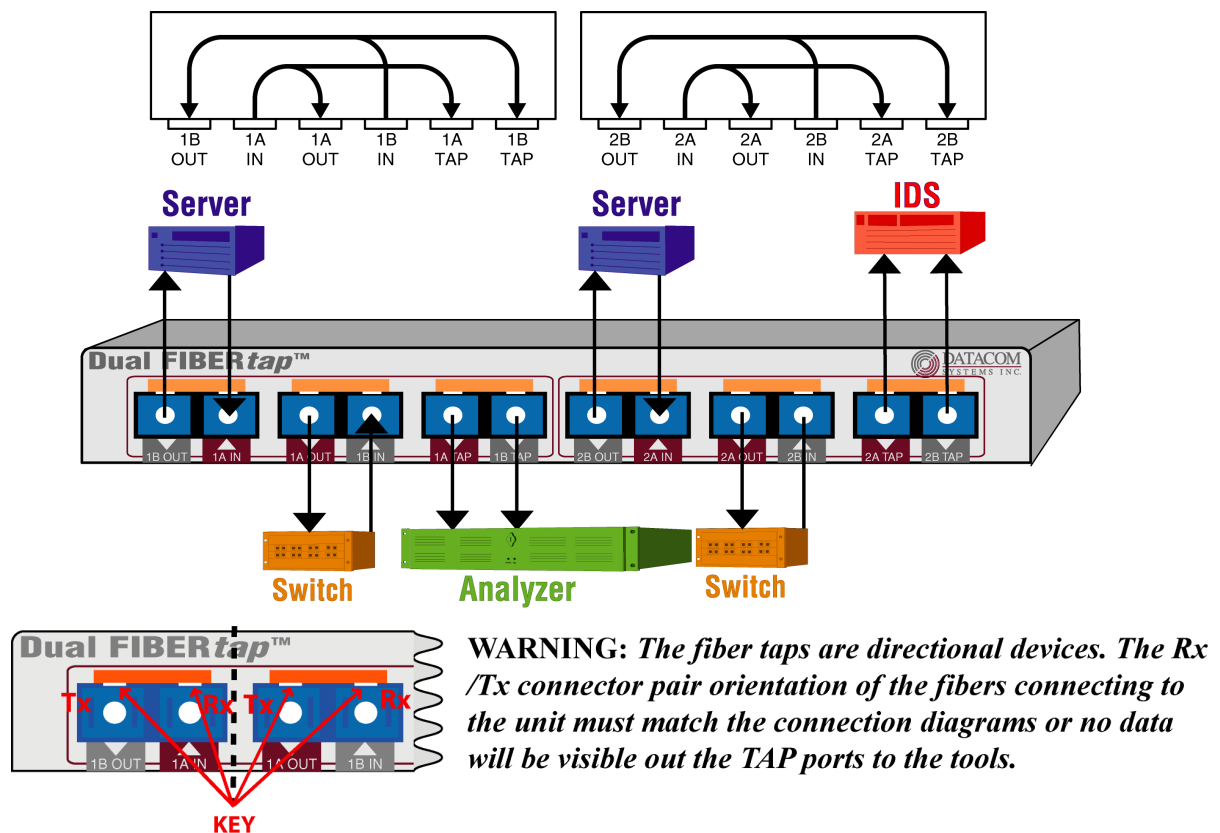 1B OUT 1A IN 1A OUT 1B IN 1A TAP 1B TAP 2B OUT 2A IN 2A OUT 2B IN 2A TAP 2B TAP
Server Server IDS
Dual FIBERtap™ DATACOM
SYSTEMS INC.
1B OUT 1A IN 1A OUT 1B IN 1A TAP 1B TAP 2B OUT 2A IN 2A OUT 2B IN 2A TAP 2B TAP
Switch Analyzer Switch
Dual FIBERtap™
Tx Rx Tx Rx
1B OUT 1A IN 1A OUT 1B IN
KEY
WARNING: The fiber taps are directional devices. The Rx
/Tx connector pair orientation of the fibers connecting to
the unit must match the connection diagrams or no data
will be visible out the TAP ports to the tools.